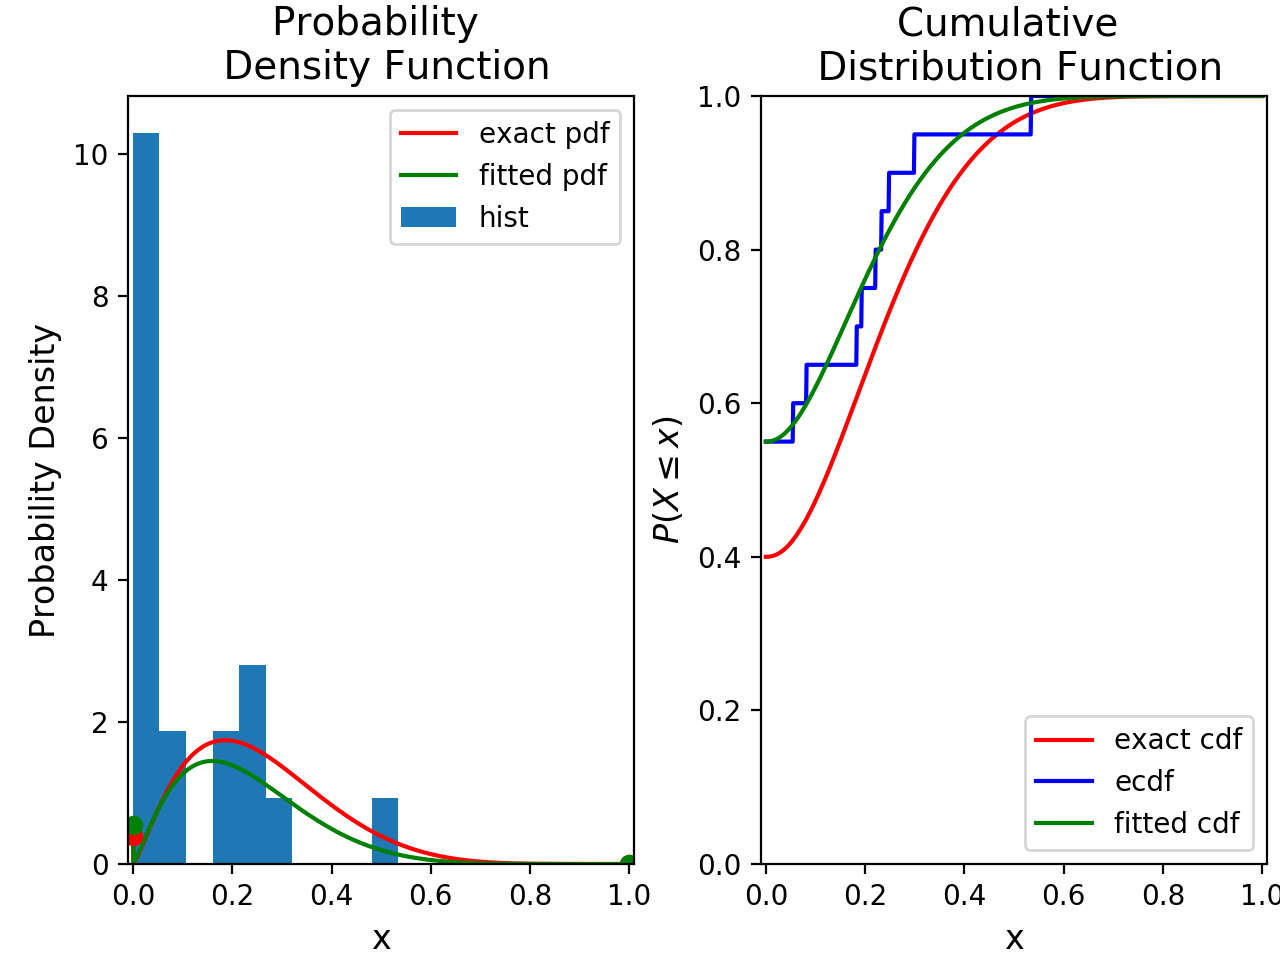 Probability
Density Function
Probability Density
10
8
6
4
2
0
0.0 0.2 0.4 0.6 0.8 1.0
x
exact pdf
fitted pdf
hist
Cumulative
Distribution Function
P(X ≤ x)
1.0
0.8
0.6
0.4
0.2
0.0
0.0 0.2 0.4 0.6 0.8 1.0
x
exact cdf
ecdf
fitted cdf